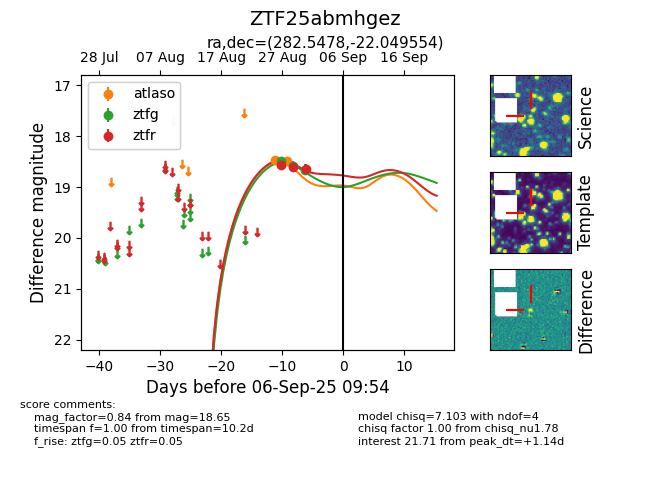 ZTF25abmhgez
ra,dec=(282.5478,-22.049554)
28 Jul 07 Aug 17 Aug 27 Aug 06 Sep 16 Sep
17
18
19
20
21
22
Difference magnitude
atlaso
ztfg
ztfr
−40 −30 −20 −10 0 10
Days before 06-Sep-25 09:54
Science
Template
Difference
score comments:
mag_factor=0.84 from mag=18.65
timespan f=1.00 from timespan=10.2d
f_rise: ztfg=0.05 ztfr=0.05
model chisq=7.103 with ndof=4
chisq factor 1.00 from chisq_nu1.78
interest 21.71 from peak_dt=+1.14d